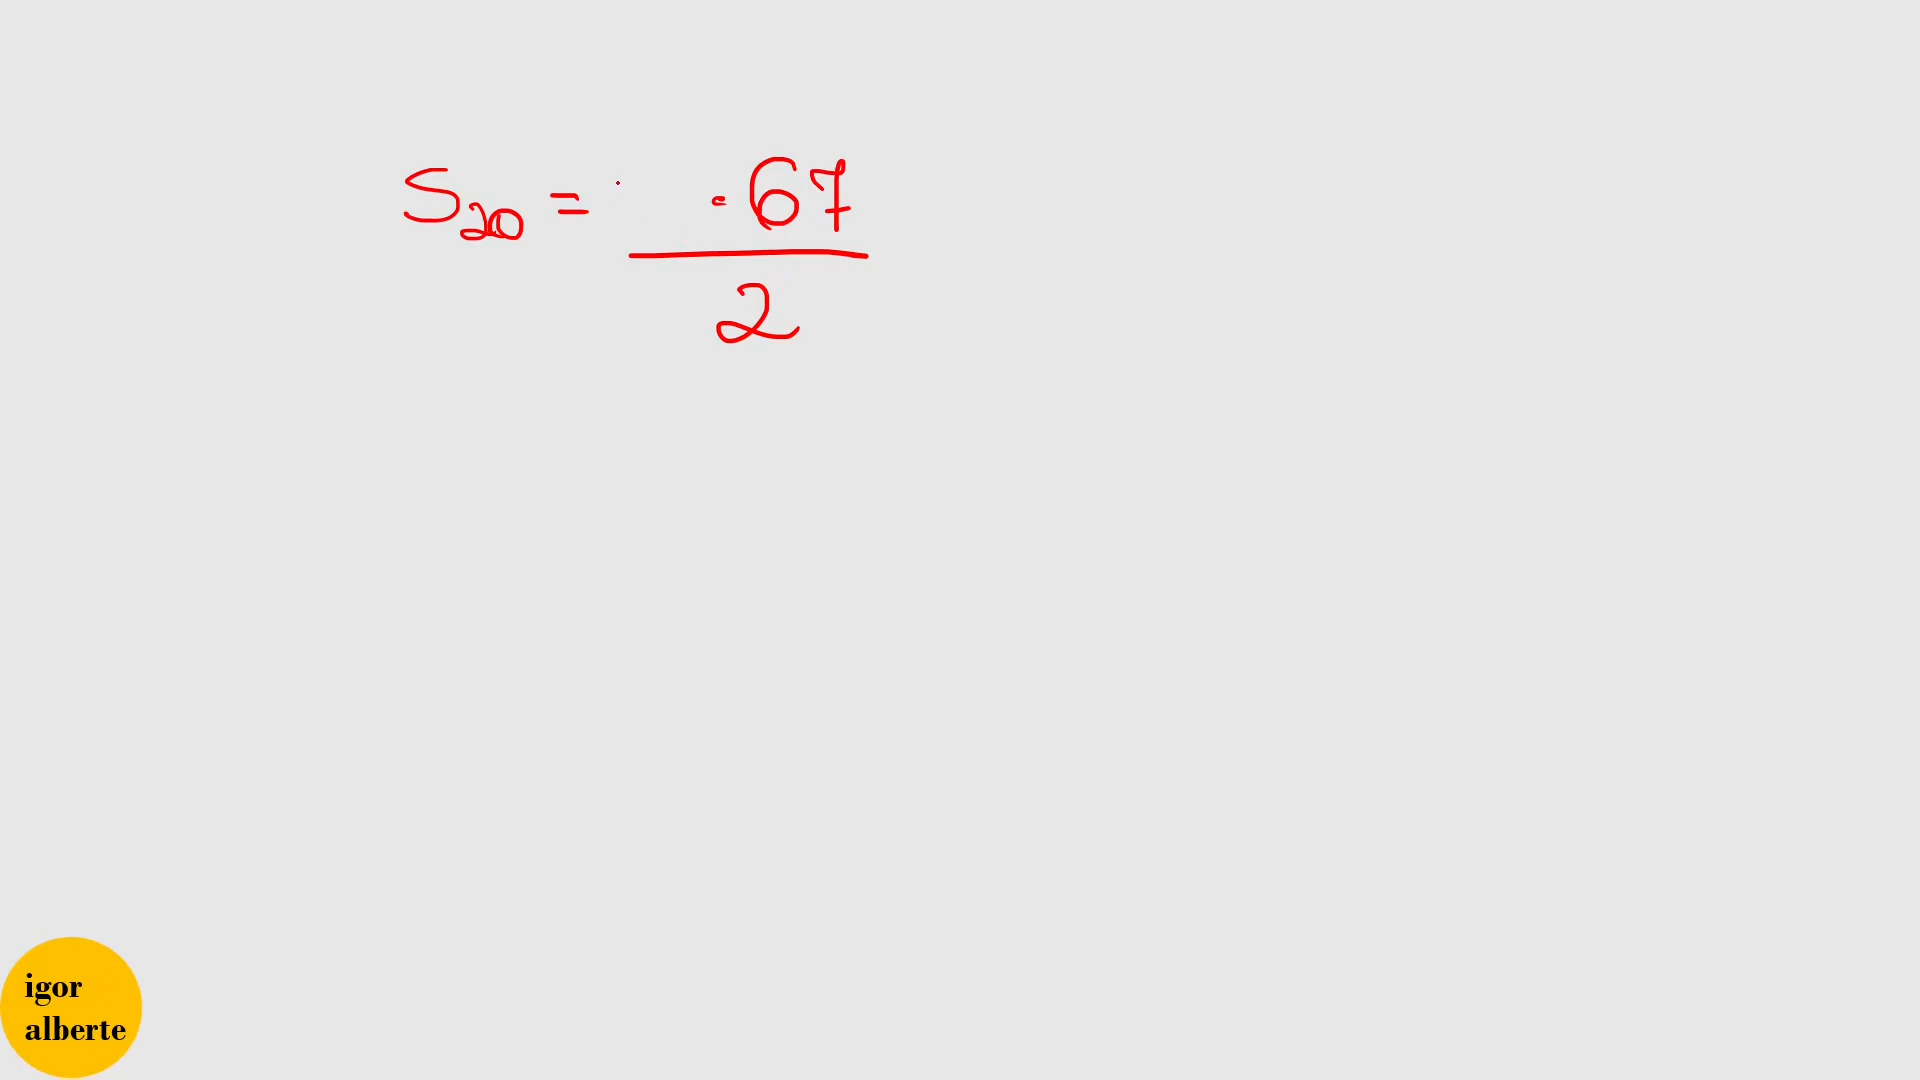 S₂₀ = · 67
2
igor
alberte